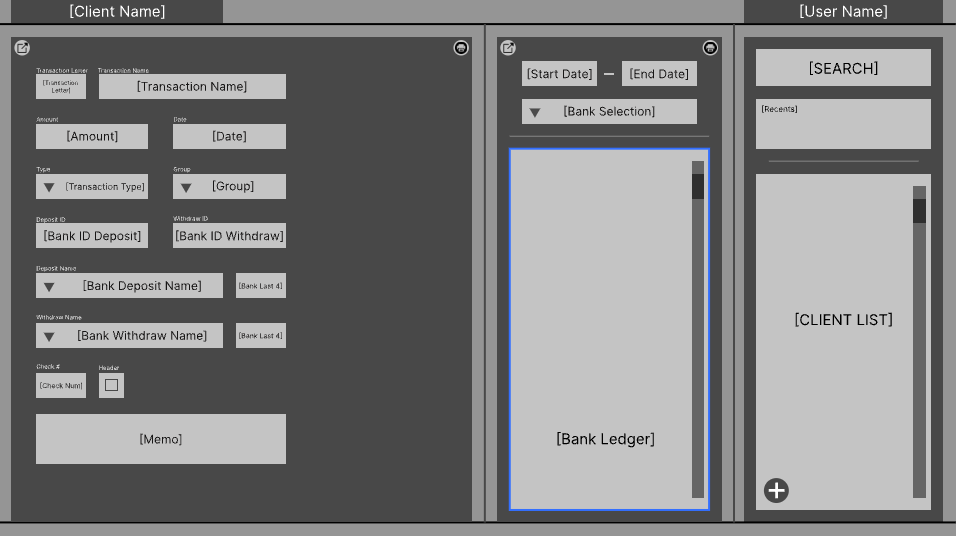 [Client Name]
[User Name]
Transaction Letter
Transaction Name
[Transaction
Letter]
[Transaction Name]
Amount
Date
[Amount]
[Date]
Type
Group
[Transaction Type]
[Group]
Deposit ID
Withdraw ID
[Bank ID Deposit]
[Bank ID Withdraw]
Deposit Name
[Bank Deposit Name]
[Bank Last 4]
Withdraw Name
[Bank Withdraw Name]
[Bank Last 4]
Check #
Header
[Check Num]
[Memo]
[Start Date]
[End Date]
[Bank Selection]
[Bank Ledger]
[SEARCH]
[Recents]
[CLIENT LIST]